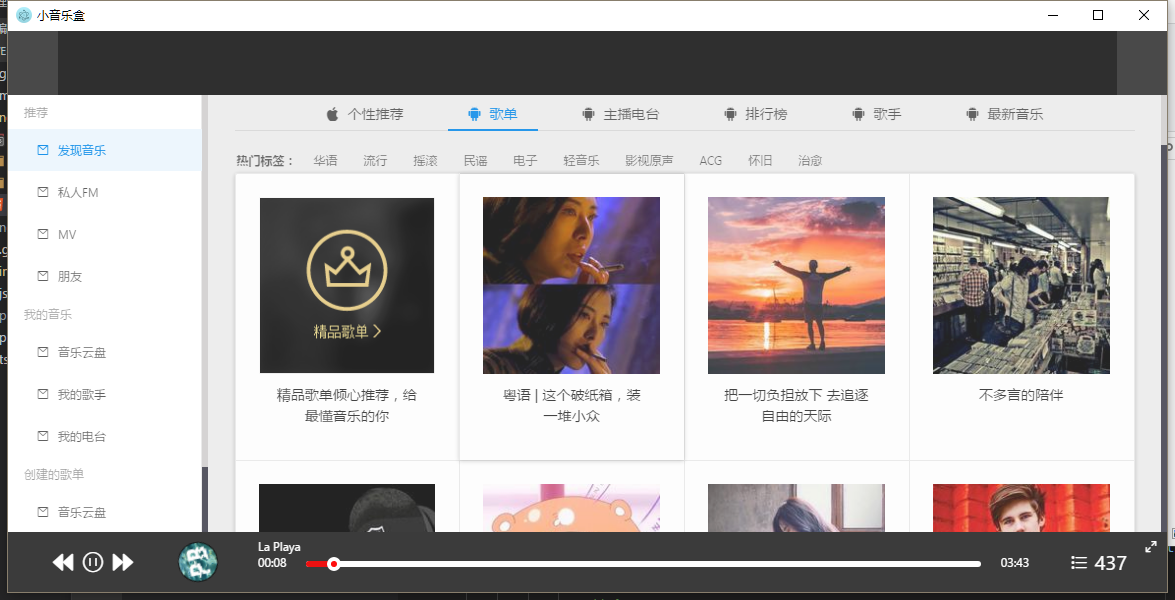 小音乐盒
推荐
发现音乐
私人FM
MV
朋友
我的音乐
音乐云盘
我的歌手
我的电台
创建的歌单
音乐云盘
个性推荐 歌单 主播电台 排行榜 歌手 最新音乐
热门标签： 华语 流行 摇滚 民谣 电子 轻音乐 影视原声 ACG 怀旧 治愈
精品歌单
精品歌单倾心推荐，给
最懂音乐的你
粤语 | 这个破纸箱，装
一堆小众
把一切负担放下 去追逐
自由的天际
不多言的陪伴
La Playa
00:08
03:43
437